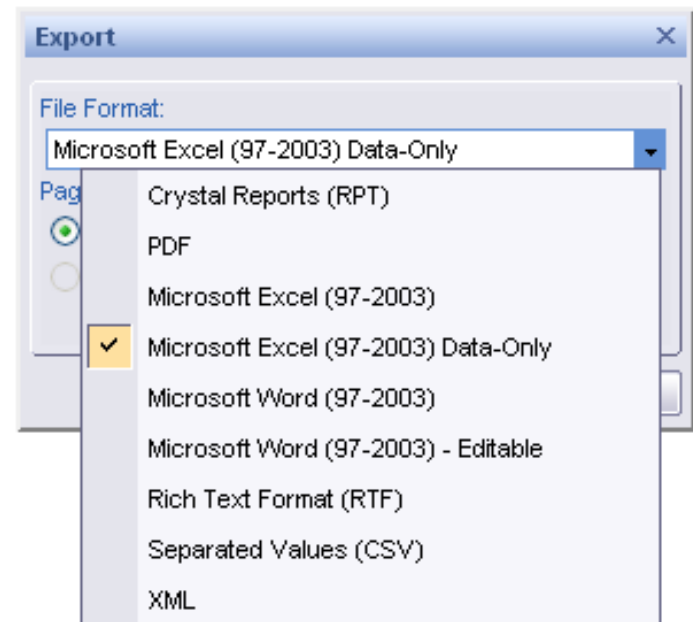 Export
File Format:
Microsoft Excel (97-2003) Data-Only
Pag
Crystal Reports (RPT)
PDF
Microsoft Excel (97-2003)
Microsoft Excel (97-2003) Data-Only
Microsoft Word (97-2003)
Microsoft Word (97-2003) - Editable
Rich Text Format (RTF)
Separated Values (CSV)
XML